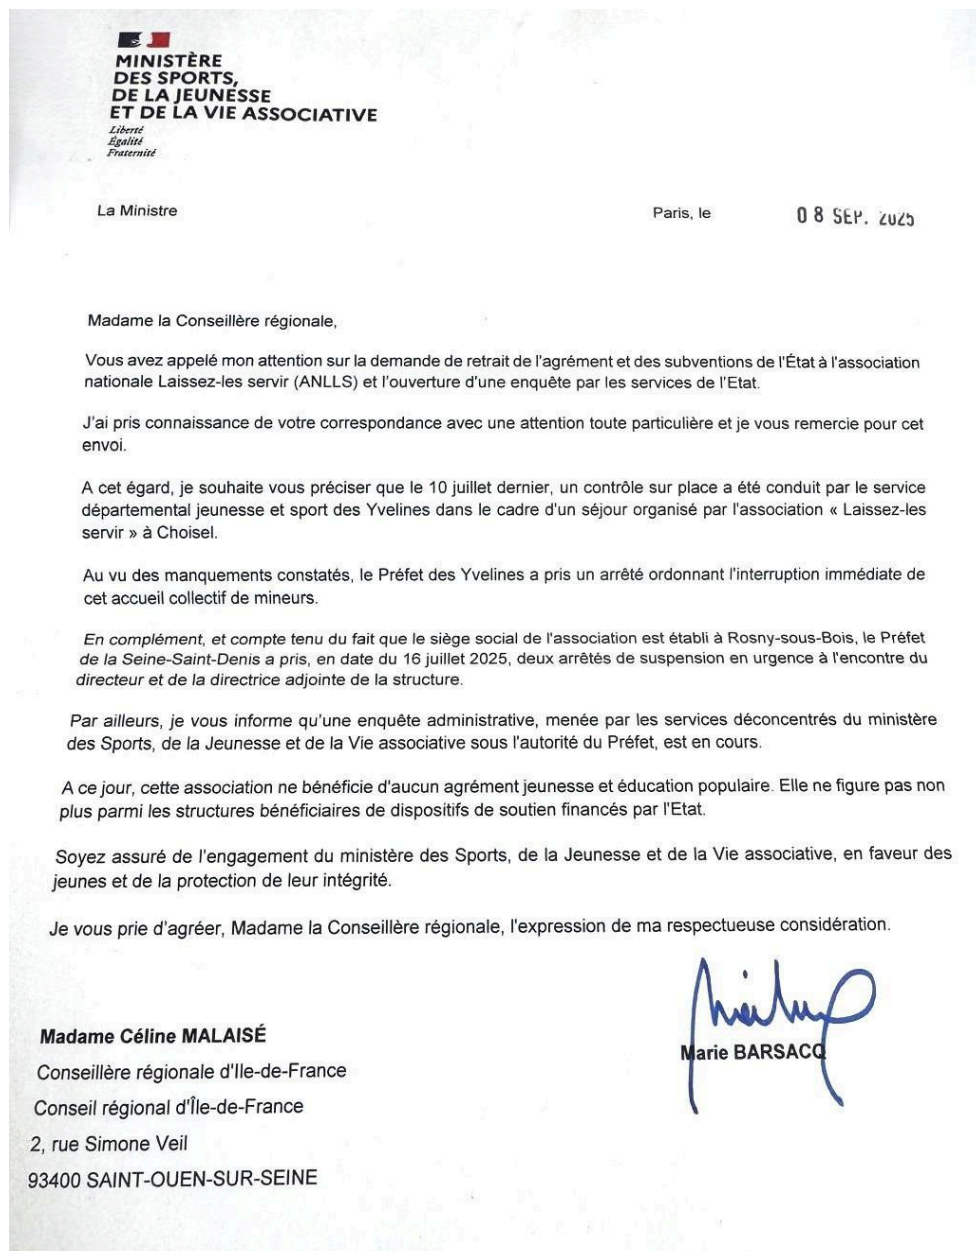 MINISTÈRE
DES SPORTS,
DE LA JEUNESSE
ET DE LA VIE ASSOCIATIVE
Liberté
Égalité
Fraternité
La Ministre
Paris, le 08 SEP. 2025
Madame la Conseillère régionale,
Vous avez appelé mon attention sur la demande de retrait de l'agrément et des subventions de l'État à l'association
nationale Laissez-les servir (ANLLS) et l'ouverture d'une enquête par les services de l'Etat.
J'ai pris connaissance de votre correspondance avec une attention toute particulière et je vous remercie pour cet
envoi.
A cet égard, je souhaite vous préciser que le 10 juillet dernier, un contrôle sur place a été conduit par le service
départemental jeunesse et sport des Yvelines dans le cadre d'un séjour organisé par l'association « Laissez-les
servir » à Choisel.
Au vu des manquements constatés, le Préfet des Yvelines a pris un arrêté ordonnant l'interruption immédiate de
cet accueil collectif de mineurs.
En complément, et compte tenu du fait que le siège social de l'association est établi à Rosny-sous-Bois, le Préfet
de la Seine-Saint-Denis a pris, en date du 16 juillet 2025, deux arrêtés de suspension en urgence à l'encontre du
directeur et de la directrice adjointe de la structure.
Par ailleurs, je vous informe qu'une enquête administrative, menée par les services déconcentrés du ministère
des Sports, de la Jeunesse et de la Vie associative sous l'autorité du Préfet, est en cours.
A ce jour, cette association ne bénéficie d'aucun agrément jeunesse et éducation populaire. Elle ne figure pas non
plus parmi les structures bénéficiaires de dispositifs de soutien financés par l'Etat.
Soyez assuré de l'engagement du ministère des Sports, de la Jeunesse et de la Vie associative, en faveur des
jeunes et de la protection de leur intégrité.
Je vous prie d'agréer, Madame la Conseillère régionale, l'expression de ma respectueuse considération.
Marie BARSACQ
Madame Céline MALAISÉ
Conseillère régionale d'Ile-de-France
Conseil régional d'Île-de-France
2, rue Simone Veil
93400 SAINT-OUEN-SUR-SEINE